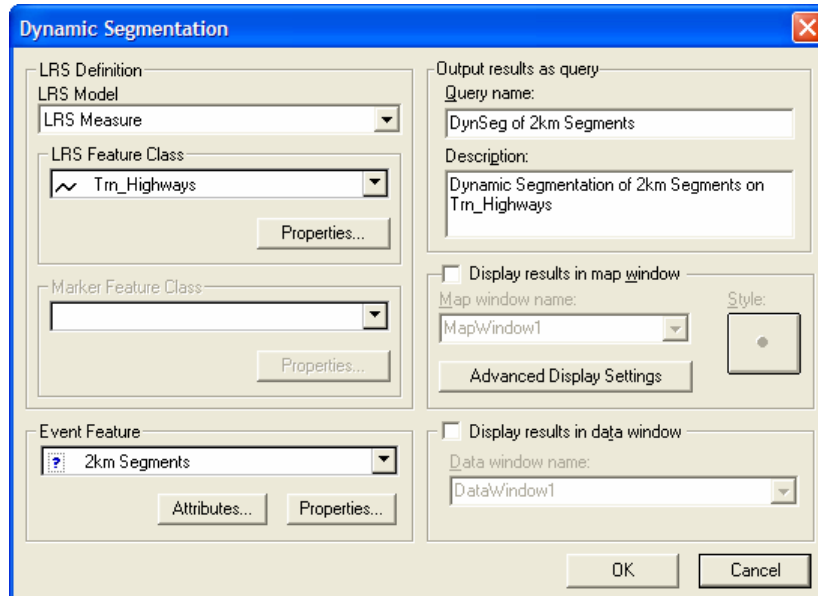 Dynamic Segmentation
LRS Definition
LRS Model
LRS Measure
LRS Feature Class
Trn_Highways
Properties...
Marker Feature Class
Properties...
Event Feature
2km Segments
Attributes...
Properties...
Output results as query
Query name:
DynSeg of 2km Segments
Description:
Dynamic Segmentation of 2km Segments on
Trn_Highways
Display results in map window
Map window name:
Style:
MapWindow1
Advanced Display Settings
Display results in data window
Data window name:
DataWindow1
OK
Cancel